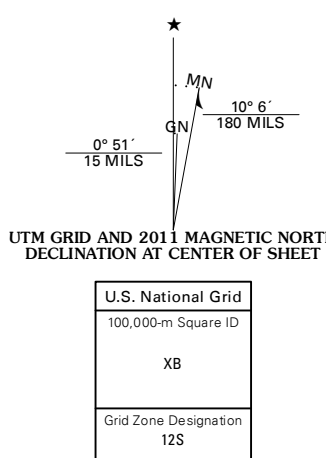 ★
MN
GN
0° 51´
15 MILS
10° 6´
180 MILS
UTM GRID AND 2011 MAGNETIC NORT
DECLINATION AT CENTER OF SHEET
U.S. National Grid
100,000-m Square ID
XB
Grid Zone Designation
12S